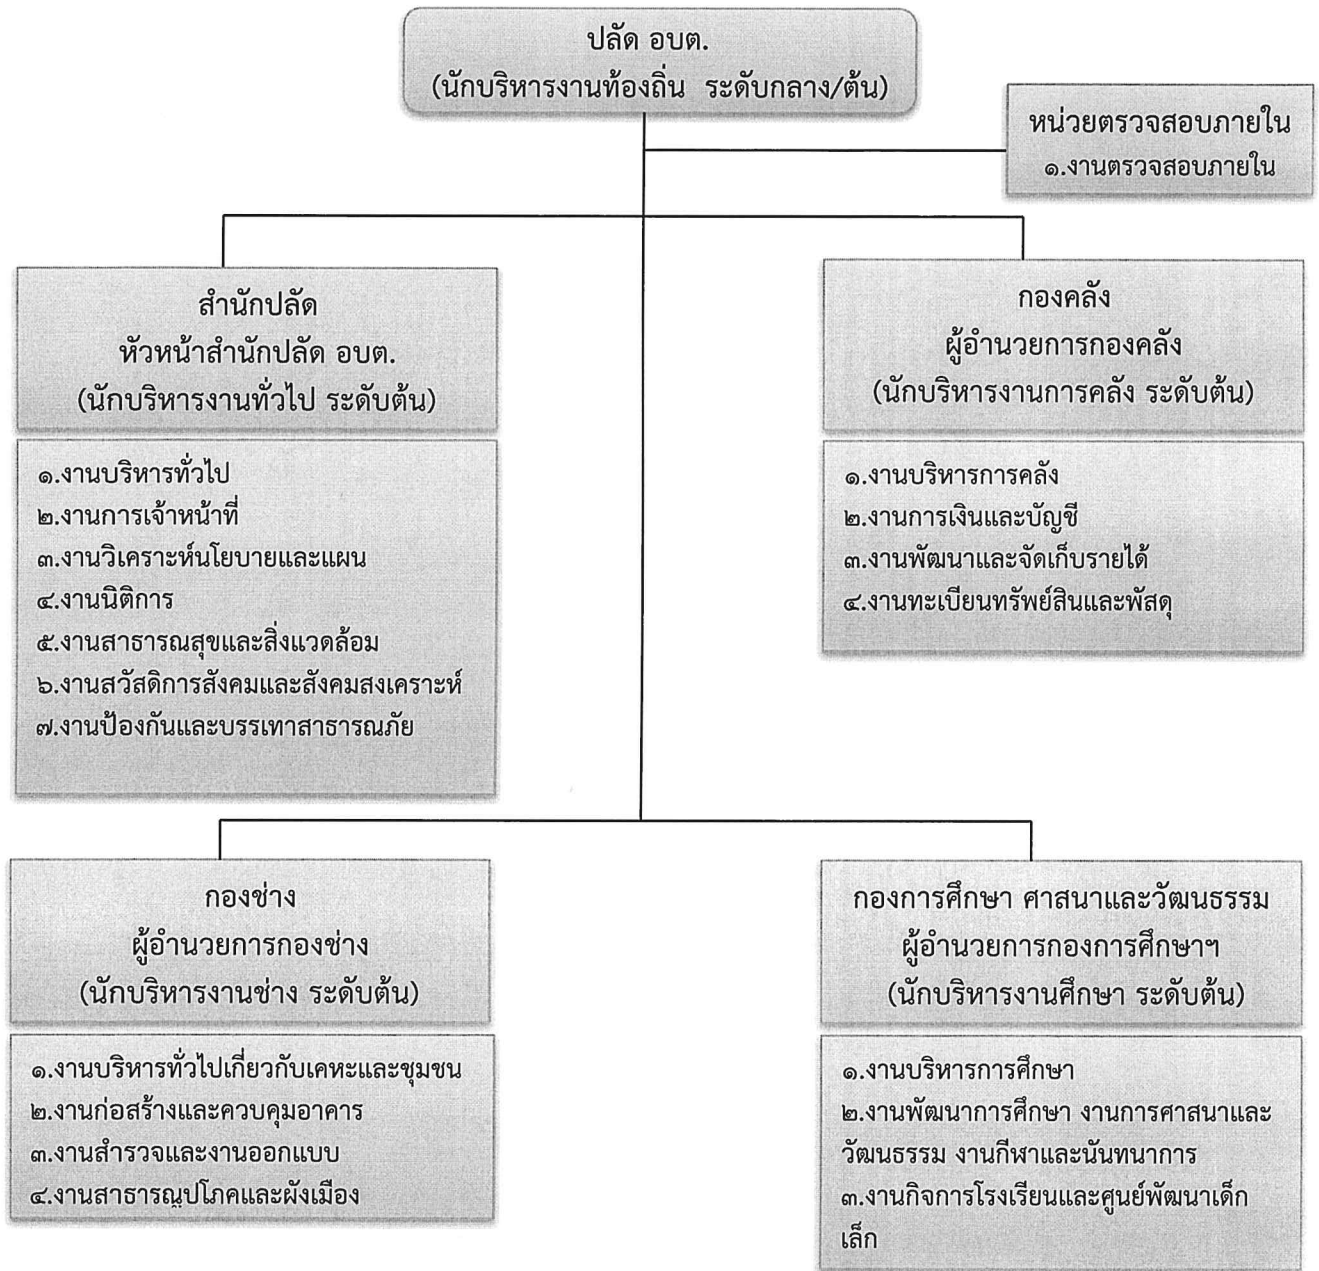 ปลัด อบต.
(นักบริหารงานท้องถิ่น ระดับกลาง/ต้น)
หน่วยตรวจสอบภายใน
๑.งานตรวจสอบภายใน
สำนักปลัด
หัวหน้าสำนักปลัด อบต.
(นักบริหารงานทั่วไป ระดับต้น)
๑.งานบริหารทั่วไป
๒.งานการเจ้าหน้าที่
๓.งานวิเคราะห์นโยบายและแผน
๔.งานนิติการ
๕.งานสาธารณสุขและสิ่งแวดล้อม
๖.งานสวัสดิการสังคมและสังคมสงเคราะห์
๗.งานป้องกันและบรรเทาสาธารณภัย
กองคลัง
ผู้อำนวยการกองคลัง
(นักบริหารงานการคลัง ระดับต้น)
๑.งานบริหารการคลัง
๒.งานการเงินและบัญชี
๓.งานพัฒนาและจัดเก็บรายได้
๔.งานทะเบียนทรัพย์สินและพัสดุ
กองช่าง
ผู้อำนวยการกองช่าง
(นักบริหารงานช่าง ระดับต้น)
๑.งานบริหารทั่วไปเกี่ยวกับเคหะและชุมชน
๒.งานก่อสร้างและควบคุมอาคาร
๓.งานสำรวจและงานออกแบบ
๔.งานสาธารณูปโภคและผังเมือง
กองการศึกษา ศาสนาและวัฒนธรรม
ผู้อำนวยการกองการศึกษาฯ
(นักบริหารงานศึกษา ระดับต้น)
๑.งานบริหารการศึกษา
๒.งานพัฒนาการศึกษา งานการศาสนาและ
วัฒนธรรม งานกีฬาและนันทนาการ
๓.งานกิจการโรงเรียนและศูนย์พัฒนาเด็ก
เล็ก